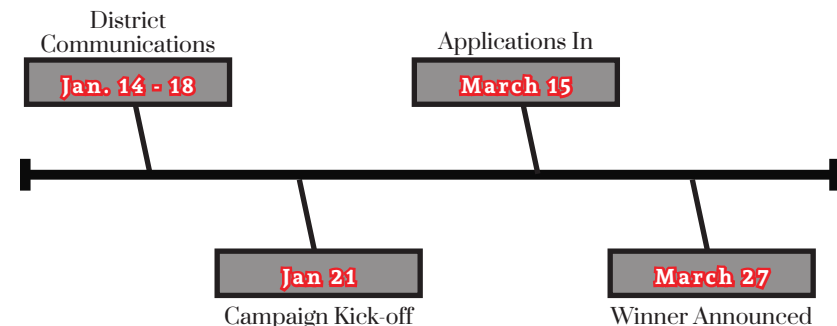 District
Communications
Jan. 14 - 18
Applications In
March 15
Jan 21
Campaign Kick-off
March 27
Winner Announced